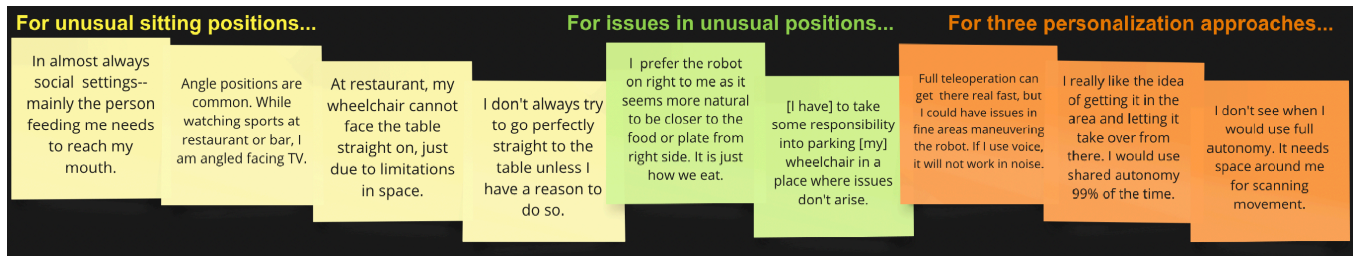 For unusual sitting positions...
In almost always
social settings--
mainly the person
feeding me needs
to reach my
mouth.
Angle positions are
common. While
watching sports at
restaurant or bar, I
am angled facing TV.
At restaurant, my
wheelchair cannot
face the table
straight on, just
due to limitations
in space.
I don't always try
to go perfectly
straight to the
table unless I
have a reason to
do so.
For issues in unusual positions...
I prefer the robot
on right to me as it
seems more natural
to be closer to the
food or plate from
right side. It is just
how we eat.
[I have] to take
some responsibility
into parking [my]
wheelchair in a
place where issues
don't arise.
For three personalization approaches...
Full teleoperation can
get there real fast, but
I could have issues in
fine areas maneuvering
the robot. If I use voice,
it will not work in noise.
I really like the idea
of getting it in the
area and letting it
take over from
there. I would use
shared autonomy
99% of the time.
I don't see when I
would use full
autonomy. It needs
space around me
for scanning
movement.